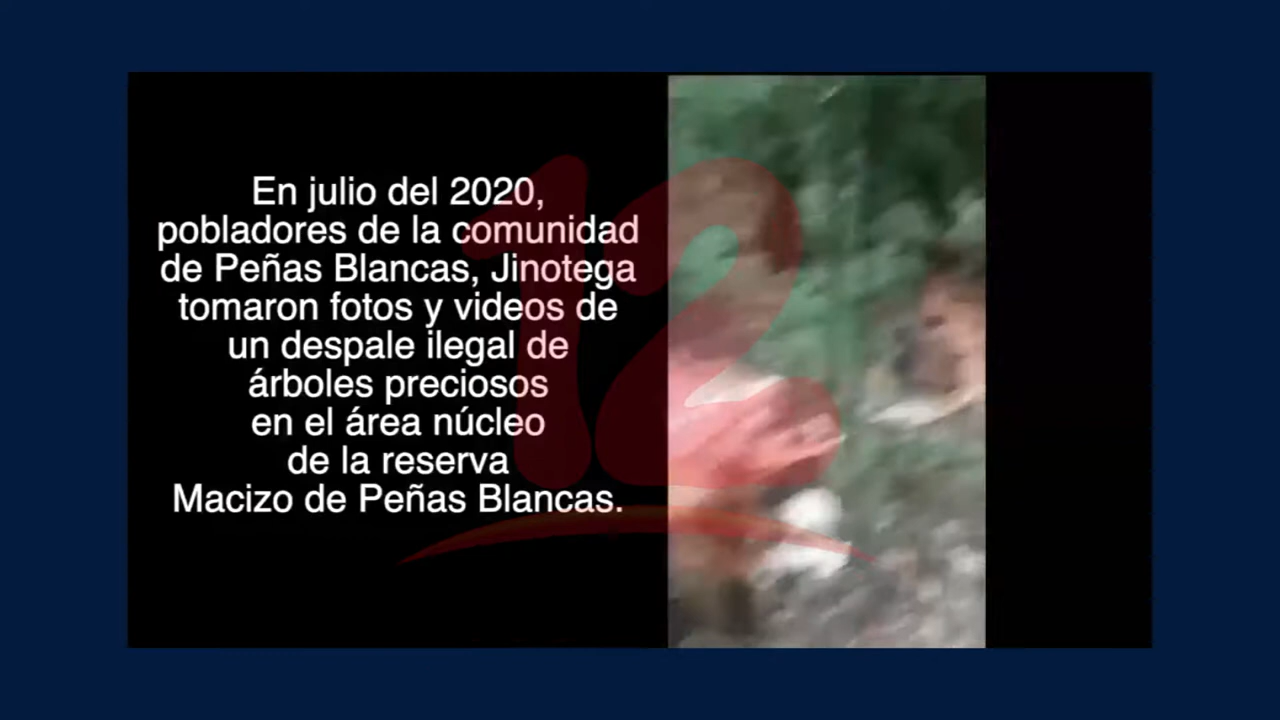 En julio del 2020,
pobladores de la comunidad
de Peñas Blancas, Jinotega
tomaron fotos y videos de
un despale ilegal de
árboles preciosos
en el área núcleo
de la reserva
Macizo de Peñas Blancas.
12